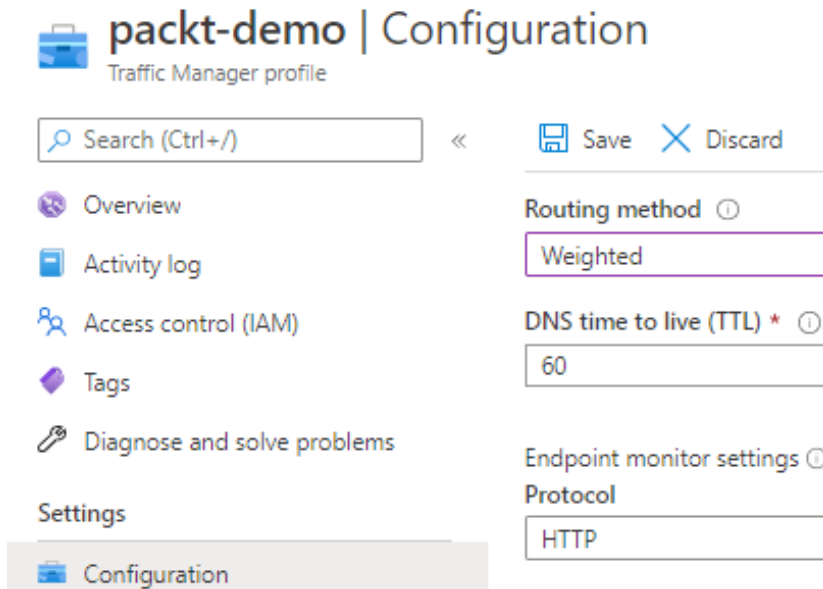 packt-demo | Configuration
Traffic Manager profile
Search (Ctrl+/)
«
Overview
Activity log
Access control (IAM)
Tags
Diagnose and solve problems
Settings
Configuration
Save
Discard
Routing method
Weighted
DNS time to live (TTL) *
60
Endpoint monitor settings
Protocol
HTTP